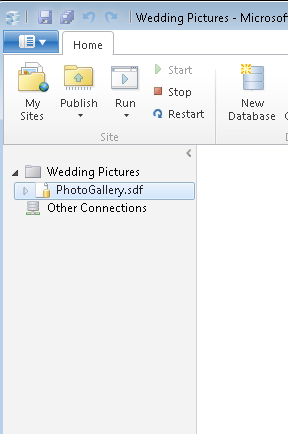 Wedding Pictures - Microsof
Home
My Sites
Publish
Run
Start
Stop
Restart
New Database
Site
Wedding Pictures
PhotoGallery.sdf
Other Connections